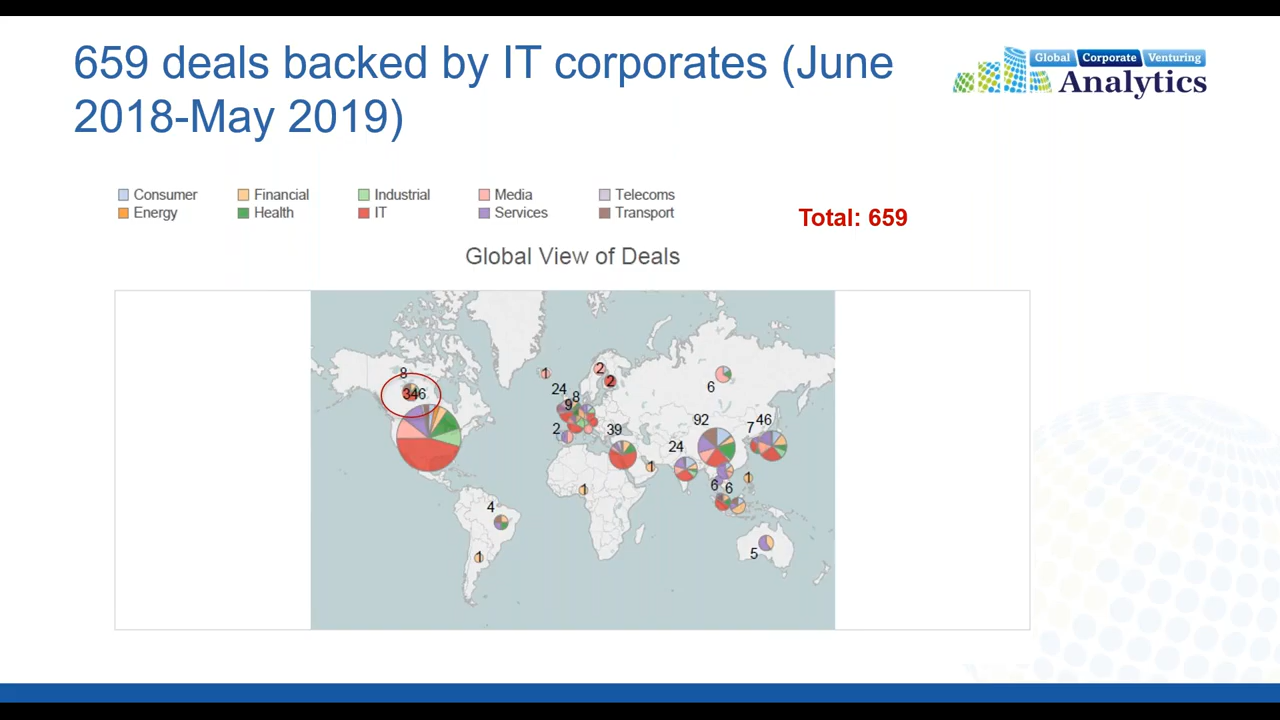 659 deals backed by IT corporates (June
2018-May 2019)
Global Corporate Venturing
Analytics
Consumer Financial Industrial Media Telecoms
Energy Health IT Services Transport
Total: 659
Global View of Deals
8
346
1
2
2
24
8
9
2
39
1
1
6
92
7
46
24
6
6
1
4
1
5